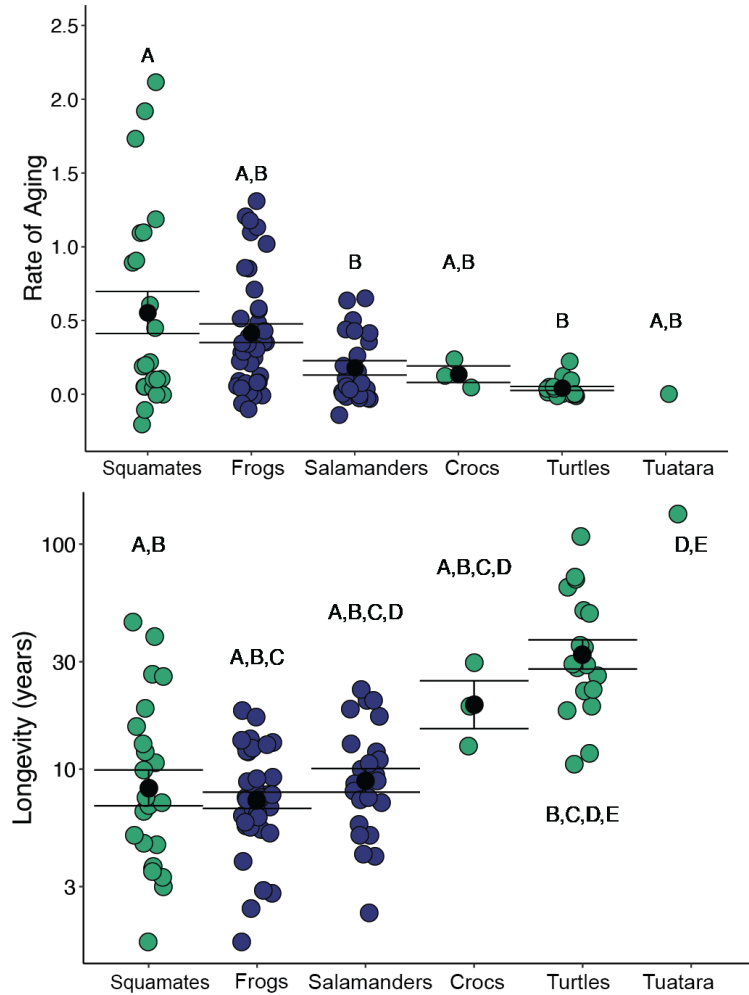 2.5
2.0
1.5
1.0
0.5
0.0
Rate of Aging
A
A,B
B
A,B
B
A,B
Squamates Frogs Salamanders Crocs Turtles Tuatara
100
30
10
3
Longevity (years)
A,B
A,B,C
A,B,C,D
A,B,C,D
B,C,D,E
D,E
Squamates Frogs Salamanders Crocs Turtles Tuatara